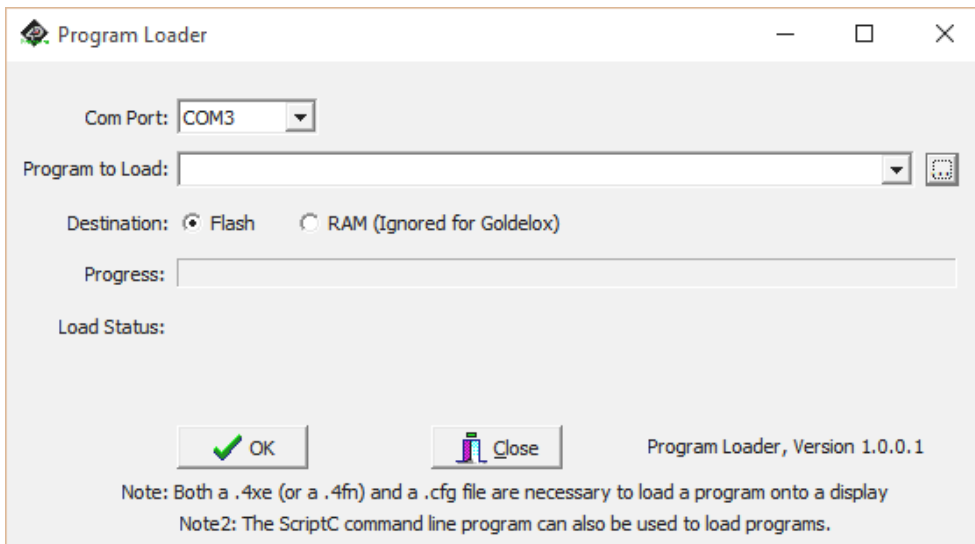 Program Loader
Com Port: COM3
Program to Load:
Destination: Flash RAM (Ignored for Goldelox)
Progress:
Load Status:
OK Close Program Loader, Version 1.0.0.1
Note: Both a .4xe (or a .4fn) and a .cfg file are necessary to load a program onto a display
Note2: The ScriptC command line program can also be used to load programs.